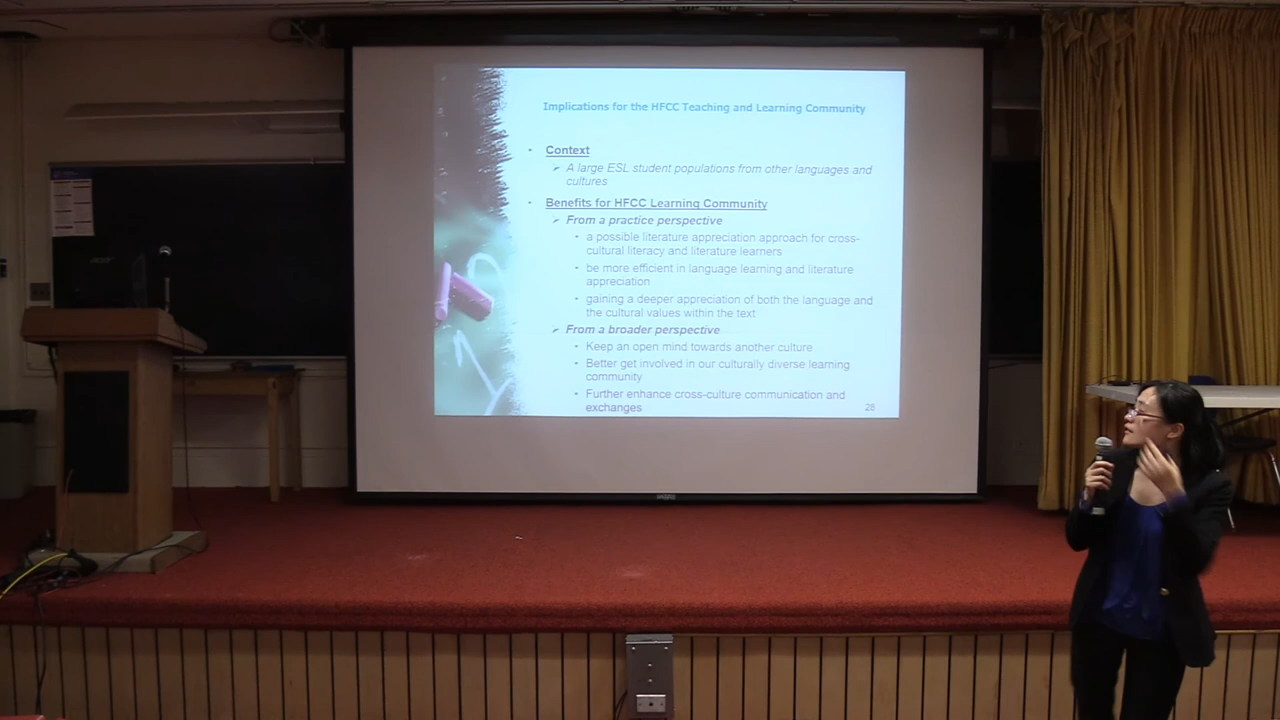 Implications for the HFCC Teaching and Learning Community
Context
A large ESL student populations from other languages and
cultures
Benefits for HFCC Learning Community
From a practice perspective
a possible literature appreciation approach for cross-
cultural literacy and literature learners
be more efficient in language learning and literature
appreciation
gaining a deeper appreciation of both the language and
the cultural values within the text
From a broader perspective
Keep an open mind towards another culture
Better get involved in our culturally diverse learning
community
Further enhance cross-culture communication and
exchanges
28